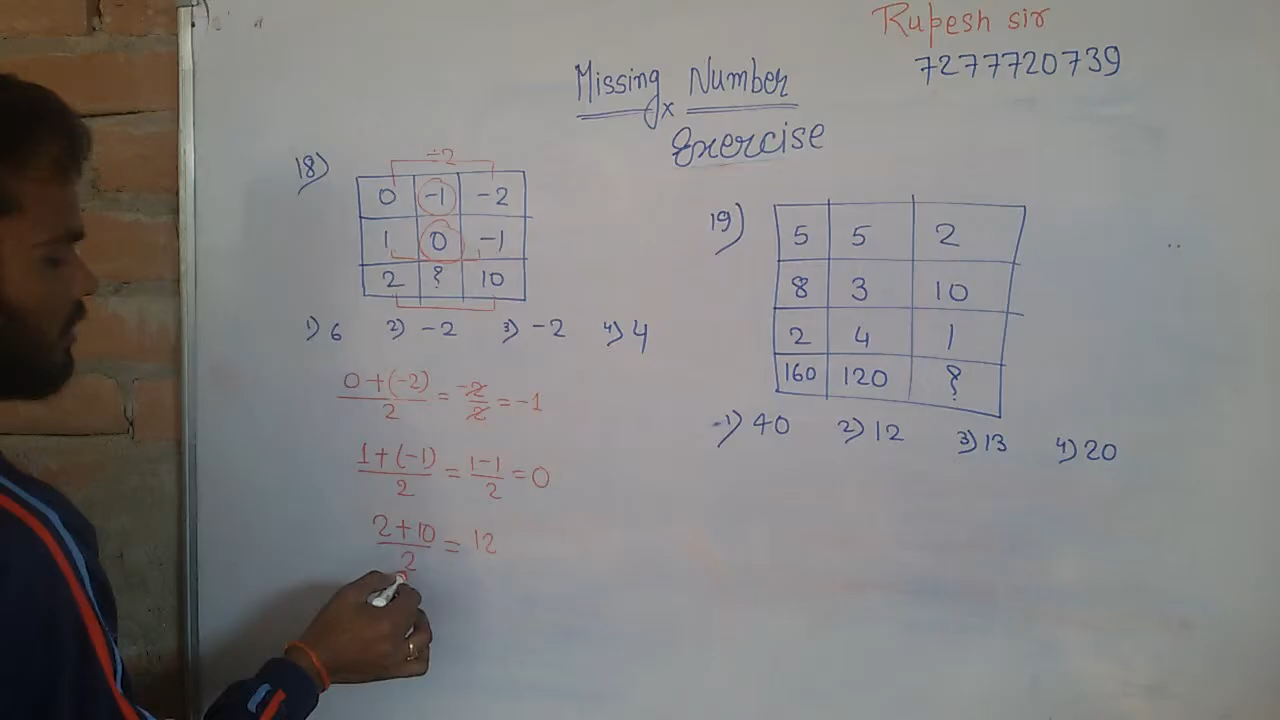 Rupesh sir
7277720739
Missing Number
Exercise
18)
÷2
0 -1 -2
1 0 -1
2 ? 10
1) 6 2) -2 3) -2 4) 4
0+(-2)/2 = -2/2 = -1
1+(-1)/2 = 1-1/2 = 0
2+10/2 = 12
19)
5 5 2
8 3 10
2 4 1
160 120 ?
1) 40 2) 12 3) 13 4) 20